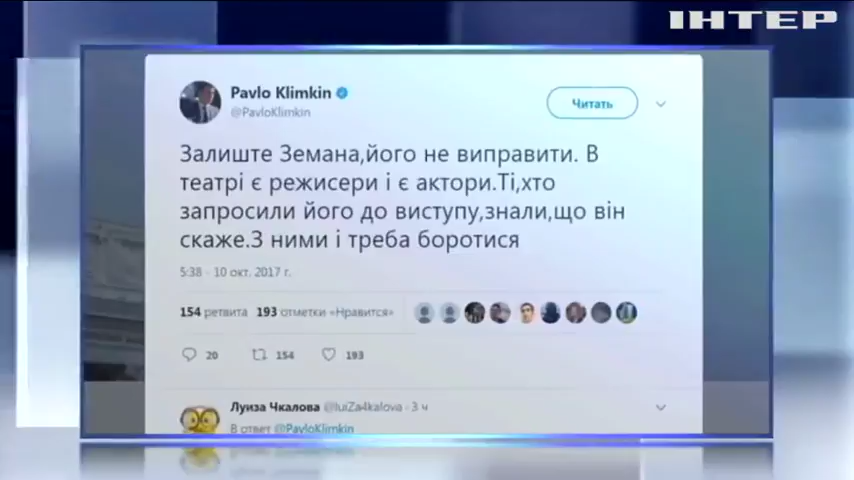 ІНТЕР
Pavlo Klimkin
@PavloKlimkin
Читать
Залиште Земана,його не виправити. В
театрі є режисери і є актори.Ті,хто
запросили його до виступу,знали,що він
скаже.З ними і треба боротися
5:38 - 10 окт. 2017 г.
154 ретвита 193 отметки «Нравится»
20 154 193
Луиза Чкалова @luiZa4kalova · 3 ч
В ответ @PavloKlimkin